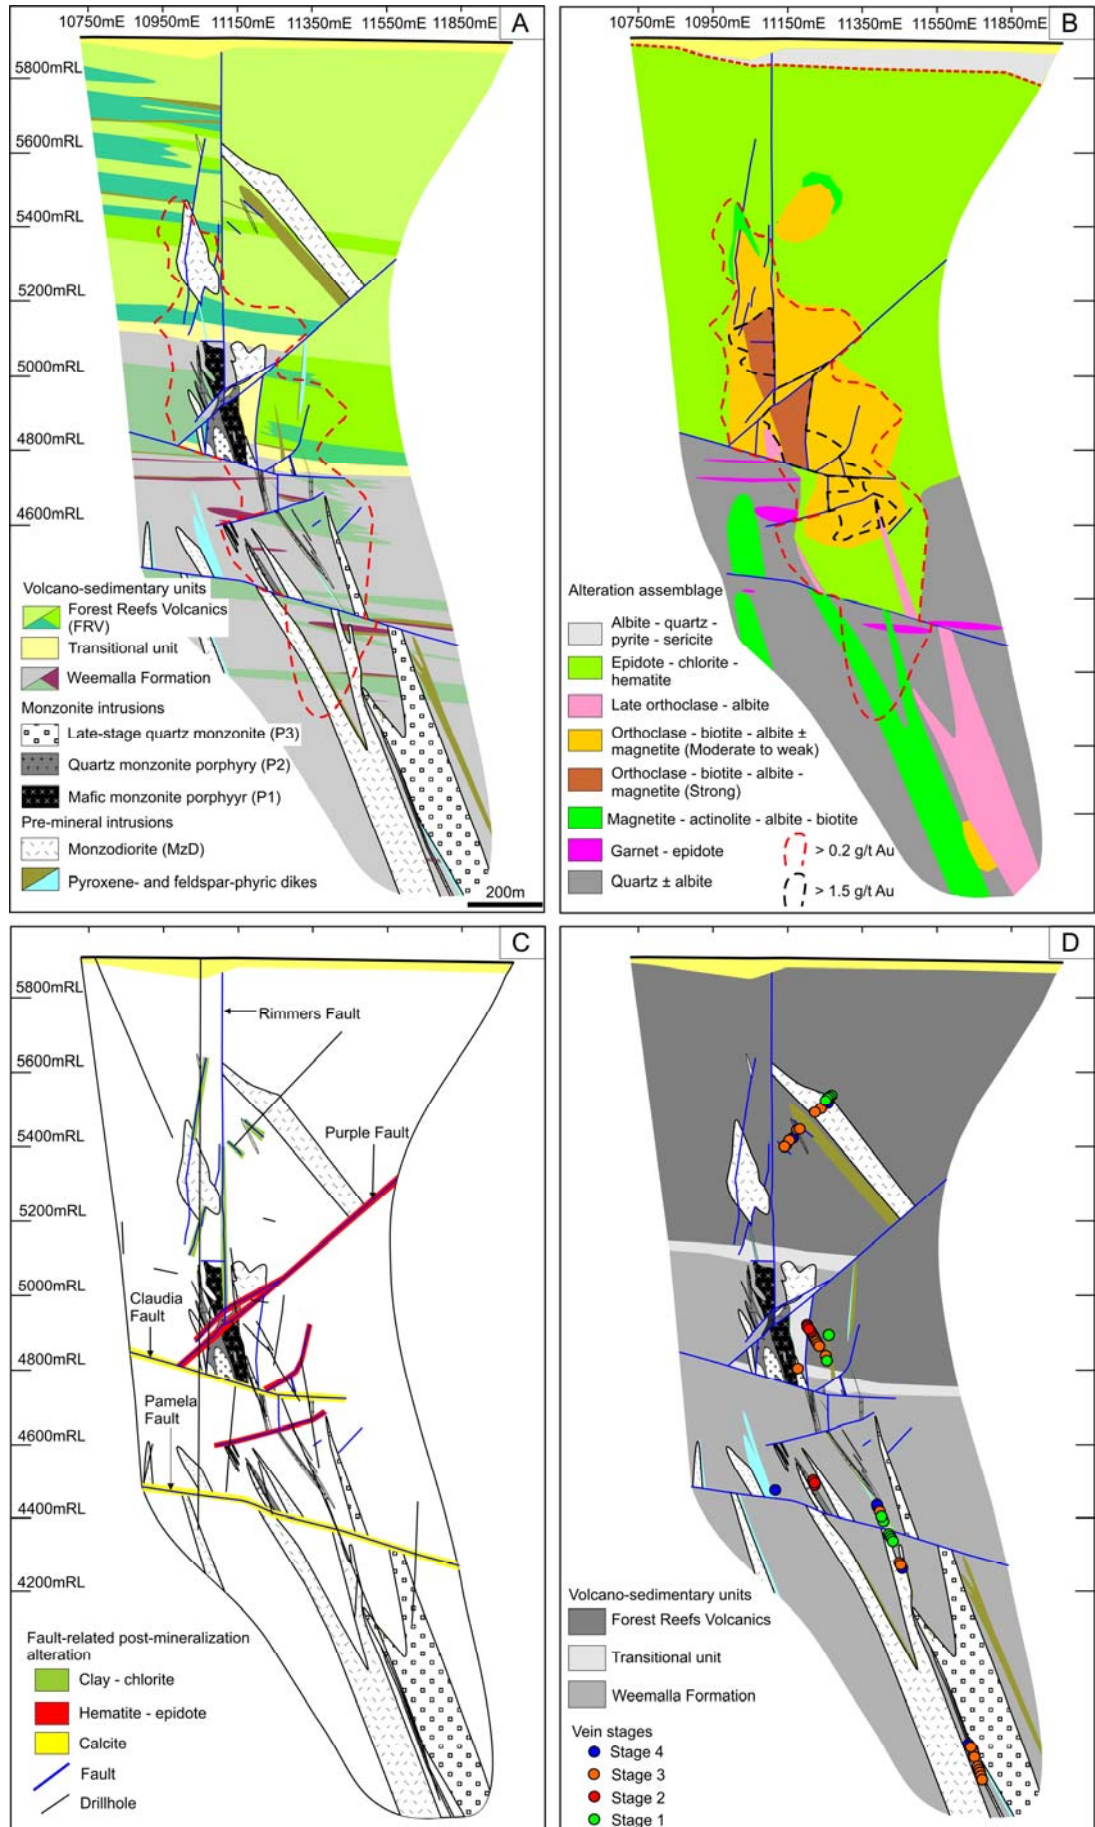 10750mE 10950mE 11150mE 11350mE 11550mE 11850mE
A
5800mRL
5600mRL
5400mRL
5200mRL
5000mRL
4800mRL
4600mRL
Volcano-sedimentary units
Forest Reefs Volcanics
(FRV)
Transitional unit
Weemalla Formation
Monzonite intrusions
Late-stage quartz monzonite (P3)
Quartz monzonite porphyry (P2)
Mafic monzonite porphyyr (P1)
Pre-mineral intrusions
Monzodiorite (MzD)
Pyroxene- and feldspar-phyric dikes
200m
10750mE 10950mE 11150mE 11350mE 11550mE 11850mE
B
Alteration assemblage
Albite - quartz -
pyrite - sericite
Epidote - chlorite -
hematite
Late orthoclase - albite
Orthoclase - biotite - albite ±
magnetite (Moderate to weak)
Orthoclase - biotite - albite -
magnetite (Strong)
Magnetite - actinolite - albite - biotite
Garnet - epidote
Quartz ± albite
> 0.2 g/t Au
> 1.5 g/t Au
C
5800mRL
5600mRL
5400mRL
5200mRL
5000mRL
4800mRL
4600mRL
4400mRL
4200mRL
Rimmers Fault
Purple Fault
Claudia
Fault
Pamela
Fault
Fault-related post-mineralization
alteration
Clay - chlorite
Hematite - epidote
Calcite
Fault
Drillhole
D
Volcano-sedimentary units
Forest Reefs Volcanics
Transitional unit
Weemalla Formation
Vein stages
Stage 4
Stage 3
Stage 2
Stage 1